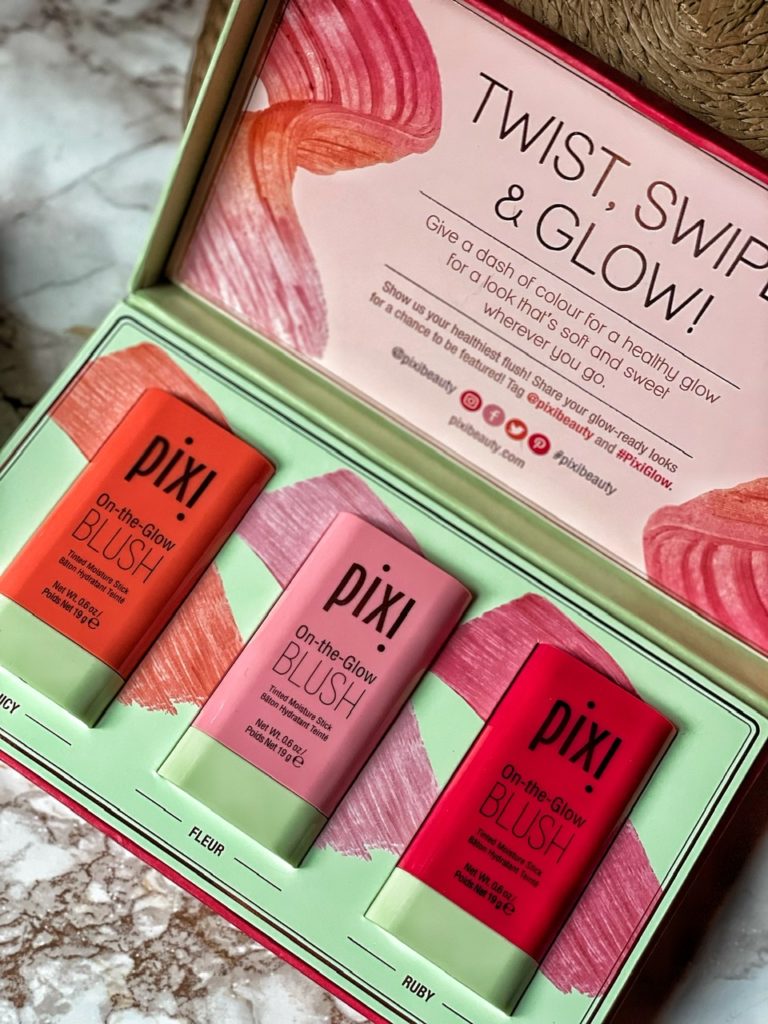 TWIST, SWIPE
& GLOW!
Give a dash of colour for a healthy glow
for a look that's soft and sweet
wherever you go.
Show us your healthiest flush! Share your glow-ready looks
for a chance to be featured! Tag @pixibeauty and #PixiGlow.
@pixibeauty #pixibeauty
pixibeauty.com
pixi
On-the-Glow
BLUSH
Tinted Moisture Stick
Bâton Hydratant Teinté
Net Wt. 0.6 oz/
Poids Net 19 g℮
UICY
pixi
On-the-Glow
BLUSH
Tinted Moisture Stick
Bâton Hydratant Teinté
Net Wt. 0.6 oz/
Poids Net 19 g℮
FLEUR
pixi
On-the-Glow
BLUSH
Tinted Moisture Stick
Bâton Hydratant Teinté
Net Wt. 0.6 oz/
Poids Net 19 g℮
RUBY